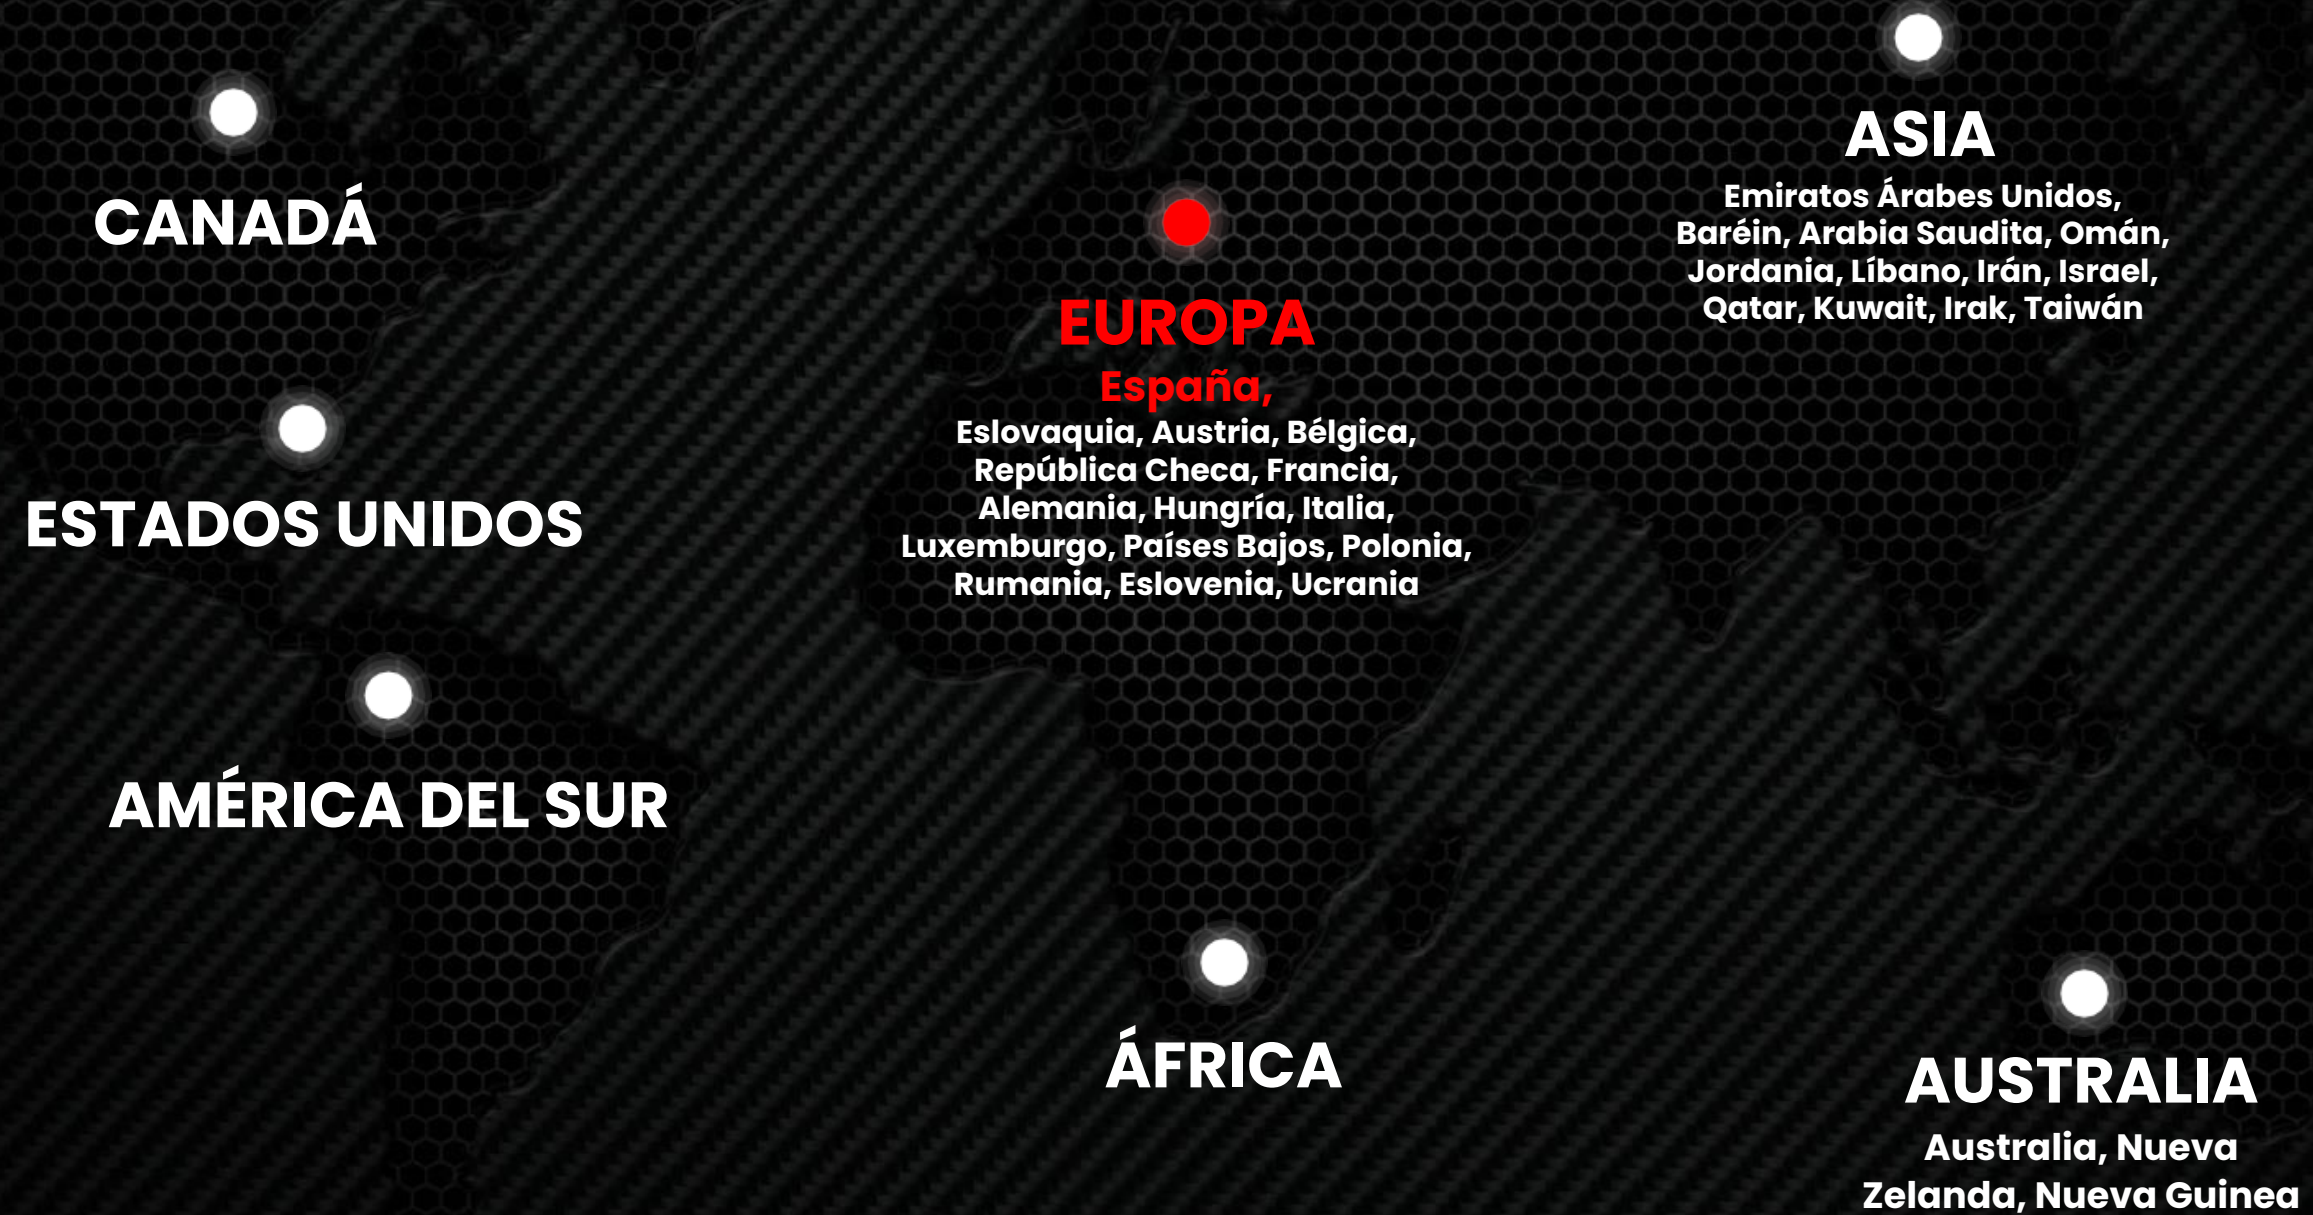 CANADÁ
ESTADOS UNIDOS
AMÉRICA DEL SUR
EUROPA
España,
Eslovaquia, Austria, Bélgica,
República Checa, Francia,
Alemania, Hungría, Italia,
Luxemburgo, Países Bajos, Polonia,
Rumania, Eslovenia, Ucrania
ÁFRICA
ASIA
Emiratos Árabes Unidos,
Baréin, Arabia Saudita, Omán,
Jordania, Líbano, Irán, Israel,
Qatar, Kuwait, Irak, Taiwán
AUSTRALIA
Australia, Nueva
Zelanda, Nueva Guinea